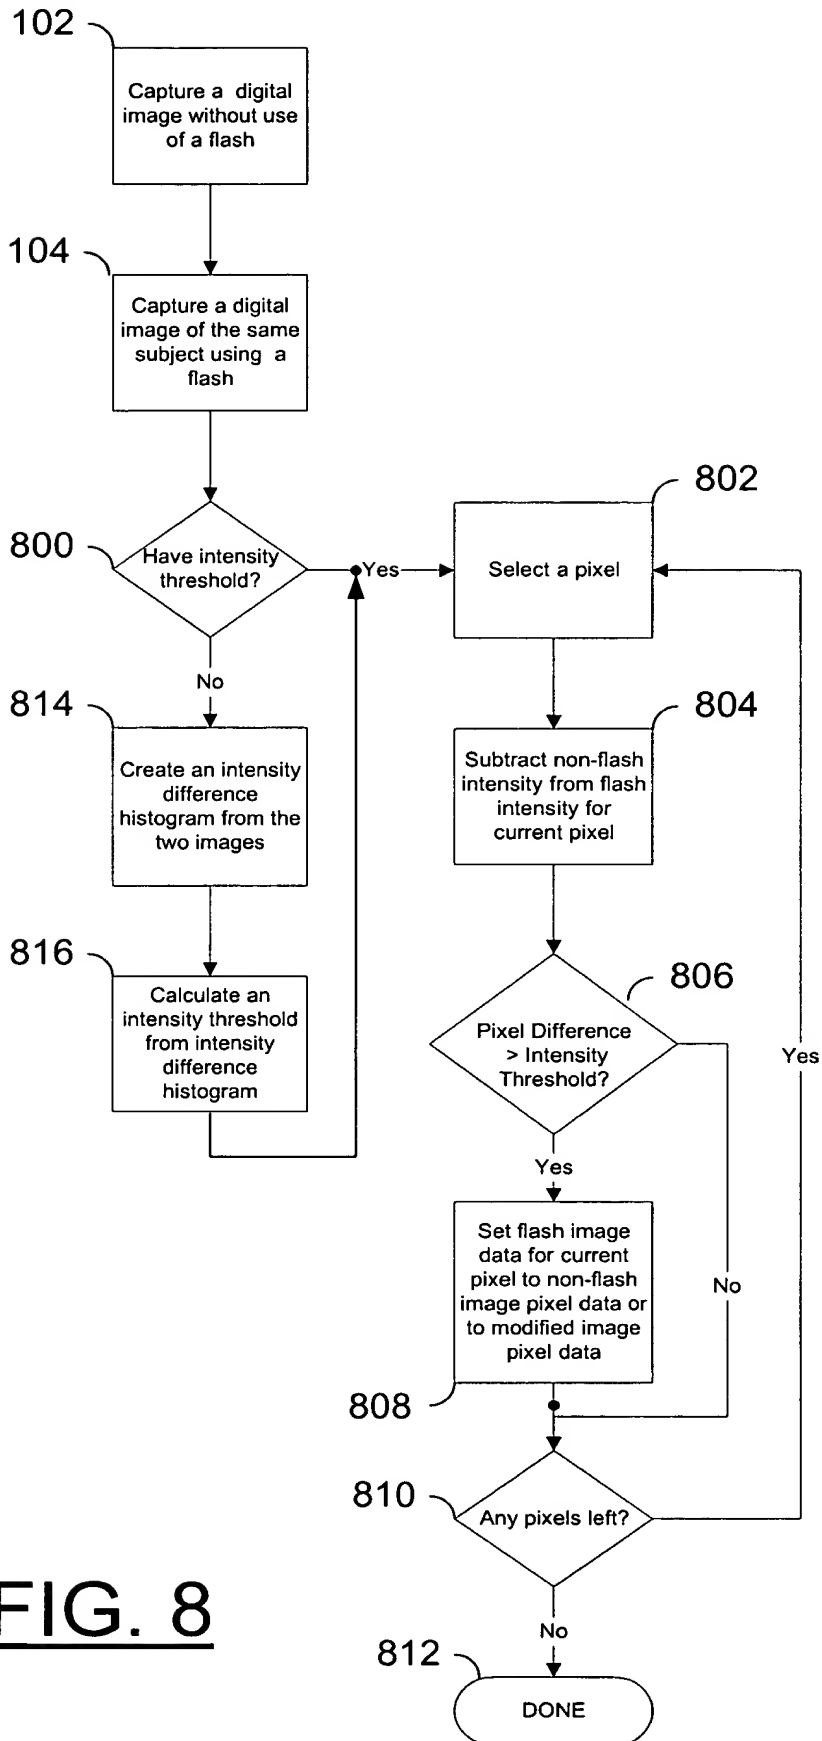 102
Capture a digital
image without use
of a flash
104
Capture a digital
image of the same
subject using a
flash
800
Have intensity
threshold?
Yes
No
814
Create an intensity
difference
histogram from the
two images
816
Calculate an
intensity threshold
from intensity
difference
histogram
802
Select a pixel
804
Subtract non-flash
intensity from flash
intensity for
current pixel
806
Pixel Difference
> Intensity
Threshold?
Yes
No
Yes
808
Set flash image
data for current
pixel to non-flash
image pixel data or
to modified image
pixel data
810
Any pixels left?
No
812
DONE
FIG. 8